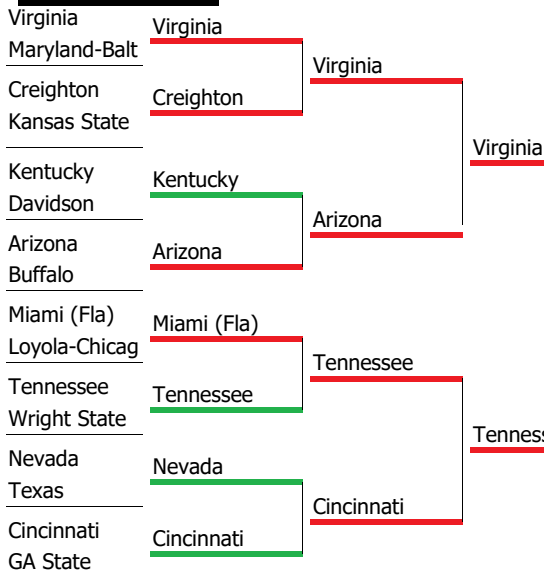 Virginia
Maryland-Balt
Creighton
Kansas State
Kentucky
Davidson
Arizona
Buffalo
Miami (Fla)
Loyola-Chicag
Tennessee
Wright State
Nevada
Texas
Cincinnati
GA State
Virginia
Creighton
Kentucky
Arizona
Miami (Fla)
Tennessee
Nevada
Cincinnati
Virginia
Arizona
Tennessee
Cincinnati
Virginia
Tenness